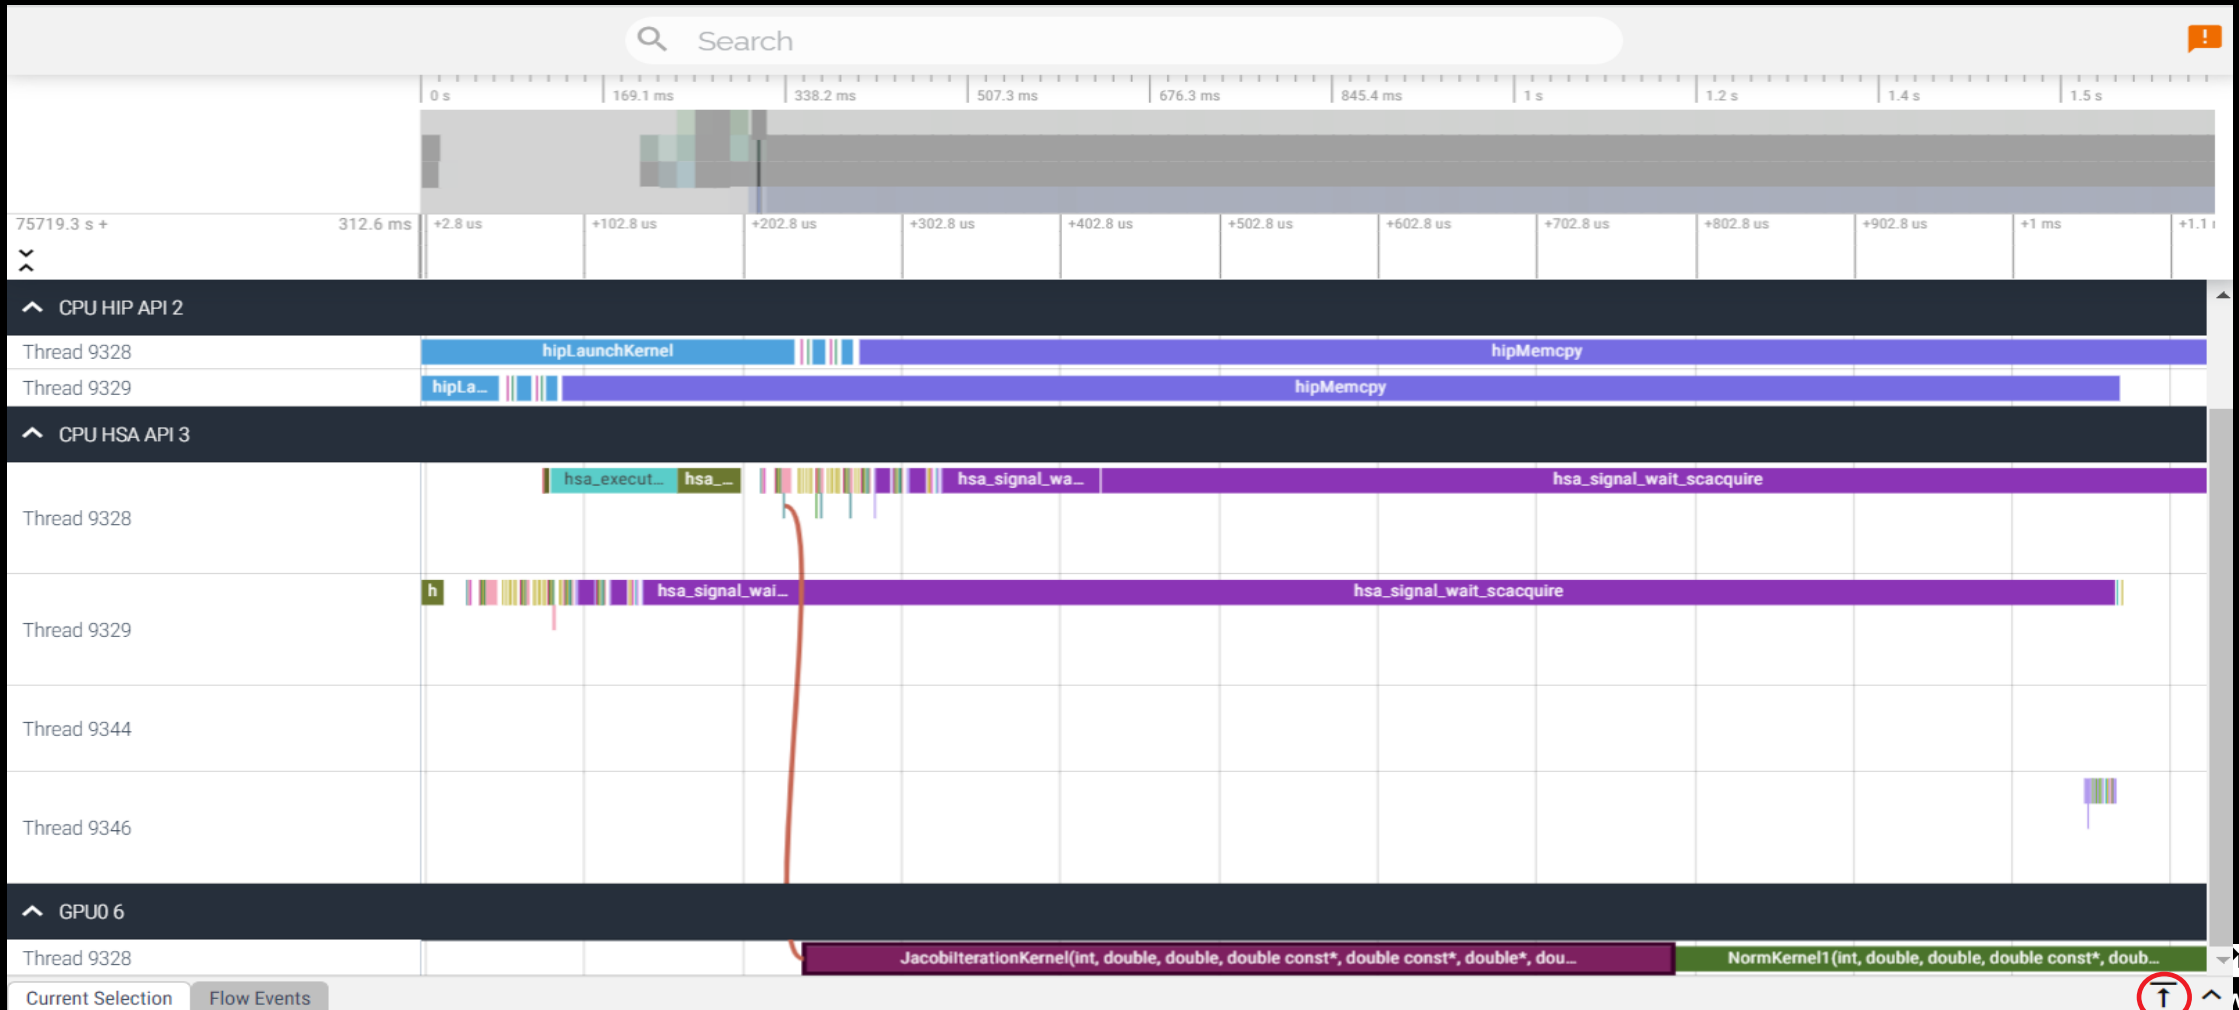 Search
0 s 169.1 ms 338.2 ms 507.3 ms 676.3 ms 845.4 ms 1 s 1.2 s 1.4 s 1.5 s
75719.3 s + 312.6 ms +2.8 us +102.8 us +202.8 us +302.8 us +402.8 us +502.8 us +602.8 us +702.8 us +802.8 us +902.8 us +1 ms +1.1
CPU HIP API 2
Thread 9328 hipLaunchKernel hipMemcpy
Thread 9329 hipLa... hipMemcpy
CPU HSA API 3
Thread 9328 hsa_execut... hsa_... hsa_signal_wa... hsa_signal_wait_scacquire
Thread 9329 h hsa_signal_wai... hsa_signal_wait_scacquire
Thread 9344
Thread 9346
GPU0 6
Thread 9328 JacobiIterationKernel(int, double, double, double const*, double const*, double*, dou... NormKernel1(int, double, double, double const*, doub...
Current Selection Flow Events